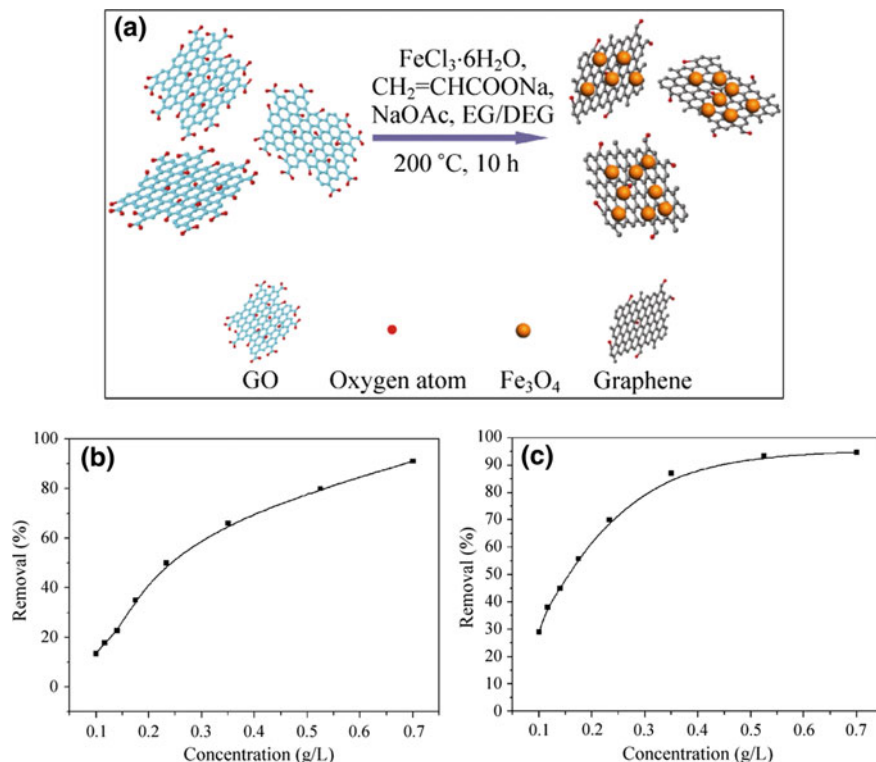 (a)
FeCl₃·6H₂O,
CH₂=CHCOONa,
NaOAc, EG/DEG
200 °C, 10 h
GO Oxygen atom Fe₃O₄ Graphene
(b)
100
80
60
40
20
0
Removal (%)
0.1 0.2 0.3 0.4 0.5 0.6 0.7
Concentration (g/L)
(c)
100
90
80
70
60
50
40
30
20
10
0
Removal (%)
0.1 0.2 0.3 0.4 0.5 0.6 0.7
Concentration (g/L)